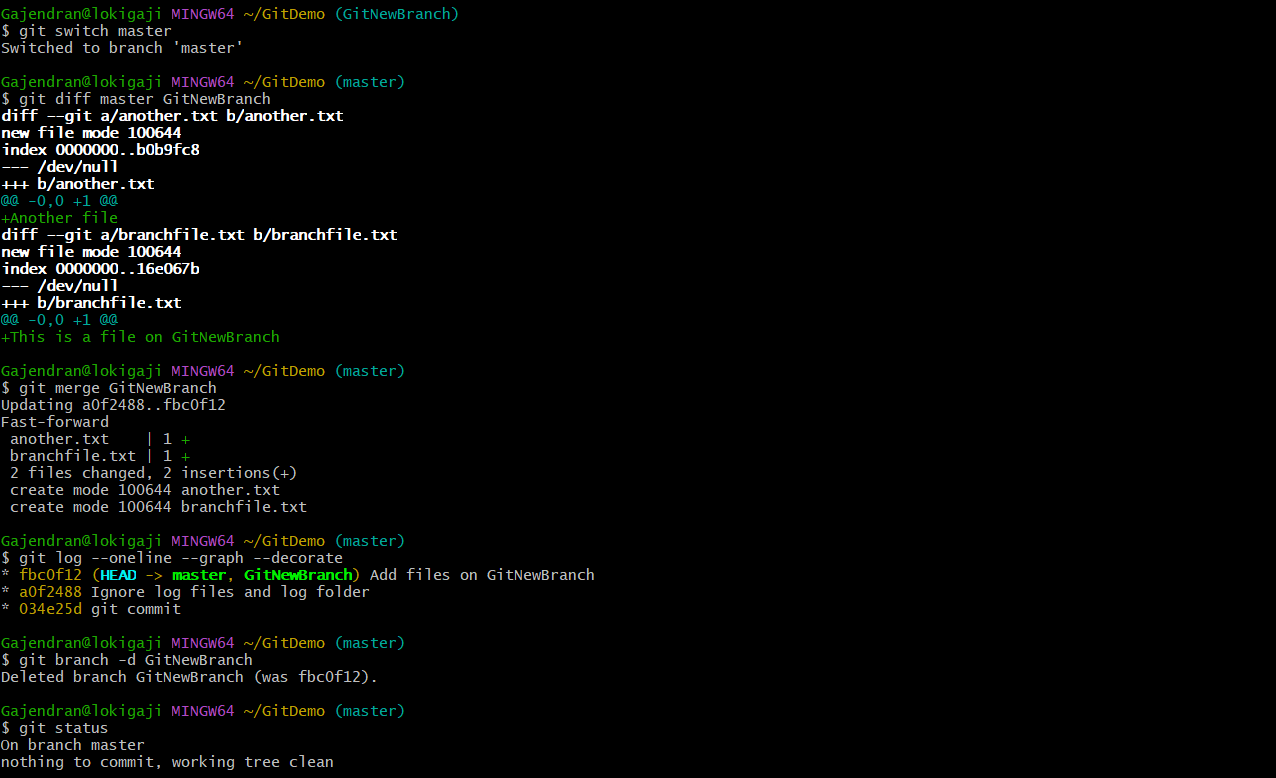 Gajendran@lokigaji MINGW64 ~/GitDemo (GitNewBranch)
$ git switch master
Switched to branch 'master'
Gajendran@lokigaji MINGW64 ~/GitDemo (master)
$ git diff master GitNewBranch
diff --git a/another.txt b/another.txt
new file mode 100644
index 0000000..b0b9fc8
--- /dev/null
+++ b/another.txt
@@ -0,0 +1 @@
+Another file
diff --git a/branchfile.txt b/branchfile.txt
new file mode 100644
index 0000000..16e067b
--- /dev/null
+++ b/branchfile.txt
@@ -0,0 +1 @@
+This is a file on GitNewBranch
Gajendran@lokigaji MINGW64 ~/GitDemo (master)
$ git merge GitNewBranch
Updating a0f2488..fbc0f12
Fast-forward
 another.txt    | 1 +
 branchfile.txt | 1 +
 2 files changed, 2 insertions(+)
 create mode 100644 another.txt
 create mode 100644 branchfile.txt
Gajendran@lokigaji MINGW64 ~/GitDemo (master)
$ git log --oneline --graph --decorate
* fbc0f12 (HEAD -> master, GitNewBranch) Add files on GitNewBranch
* a0f2488 Ignore log files and log folder
* 034e25d git commit
Gajendran@lokigaji MINGW64 ~/GitDemo (master)
$ git branch -d GitNewBranch
Deleted branch GitNewBranch (was fbc0f12).
Gajendran@lokigaji MINGW64 ~/GitDemo (master)
$ git status
On branch master
nothing to commit, working tree clean